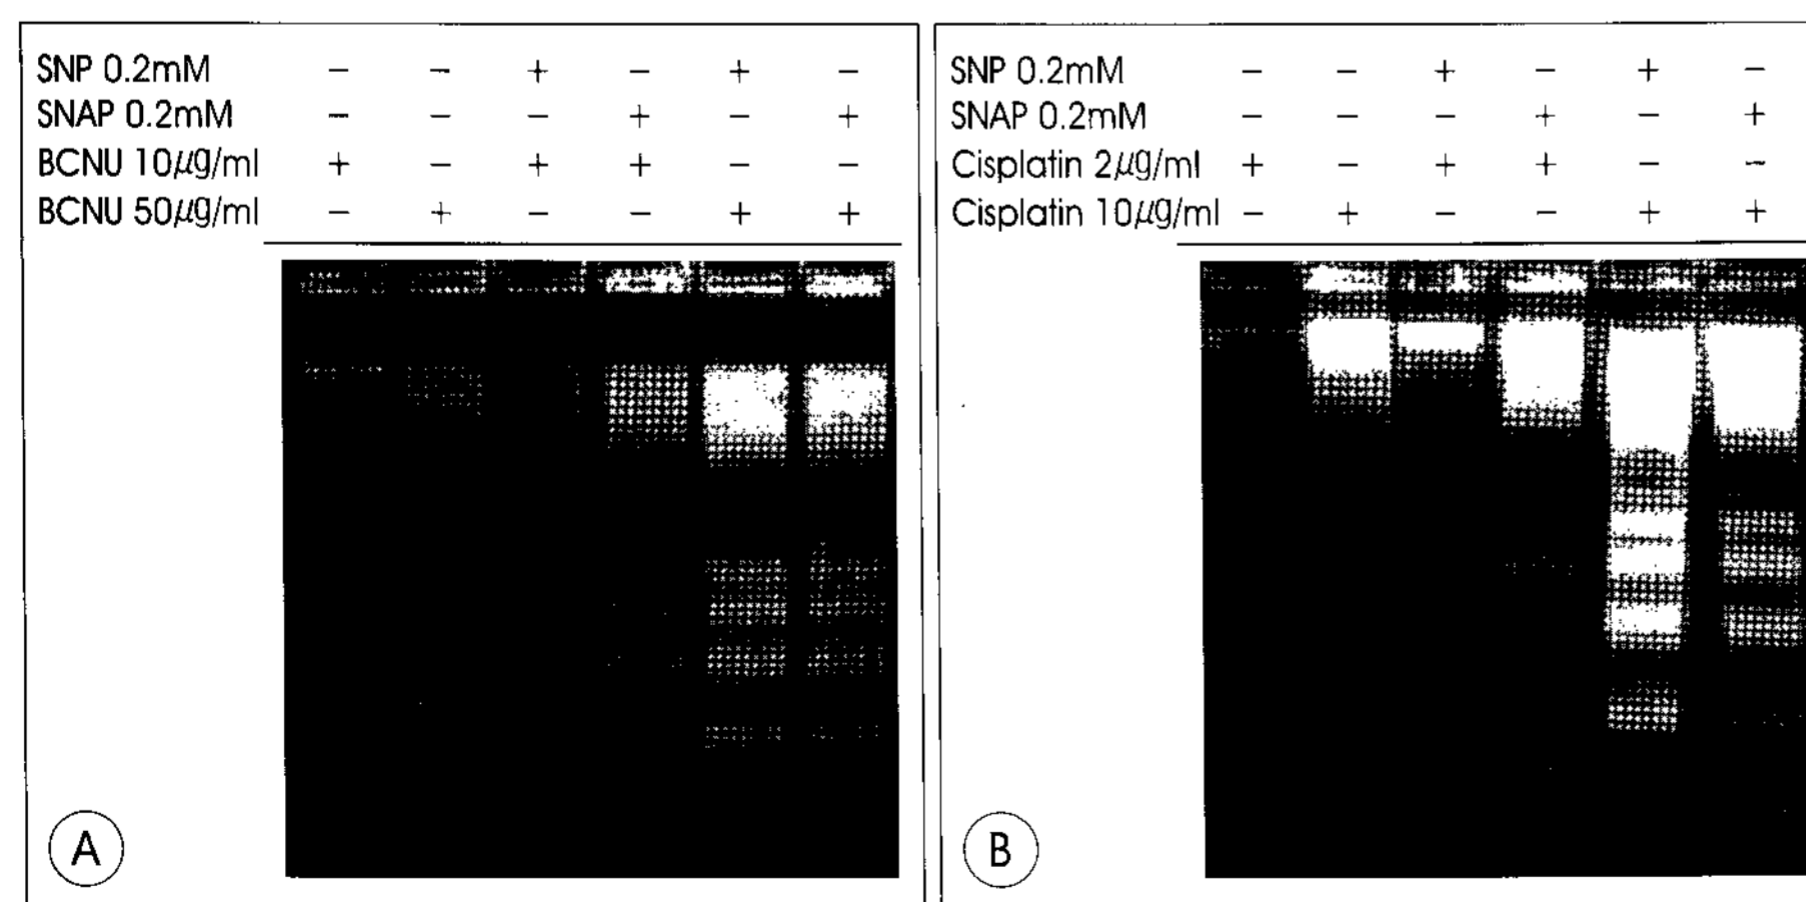 SNP 0.2mM − − + − + −
SNAP 0.2mM − − − + − +
BCNU 10μg/ml + − + + − −
BCNU 50μg/ml − + − − + +
A
SNP 0.2mM − − + − + −
SNAP 0.2mM − − − + − +
Cisplatin 2μg/ml + − + + − −
Cisplatin 10μg/ml − + − − + +
B